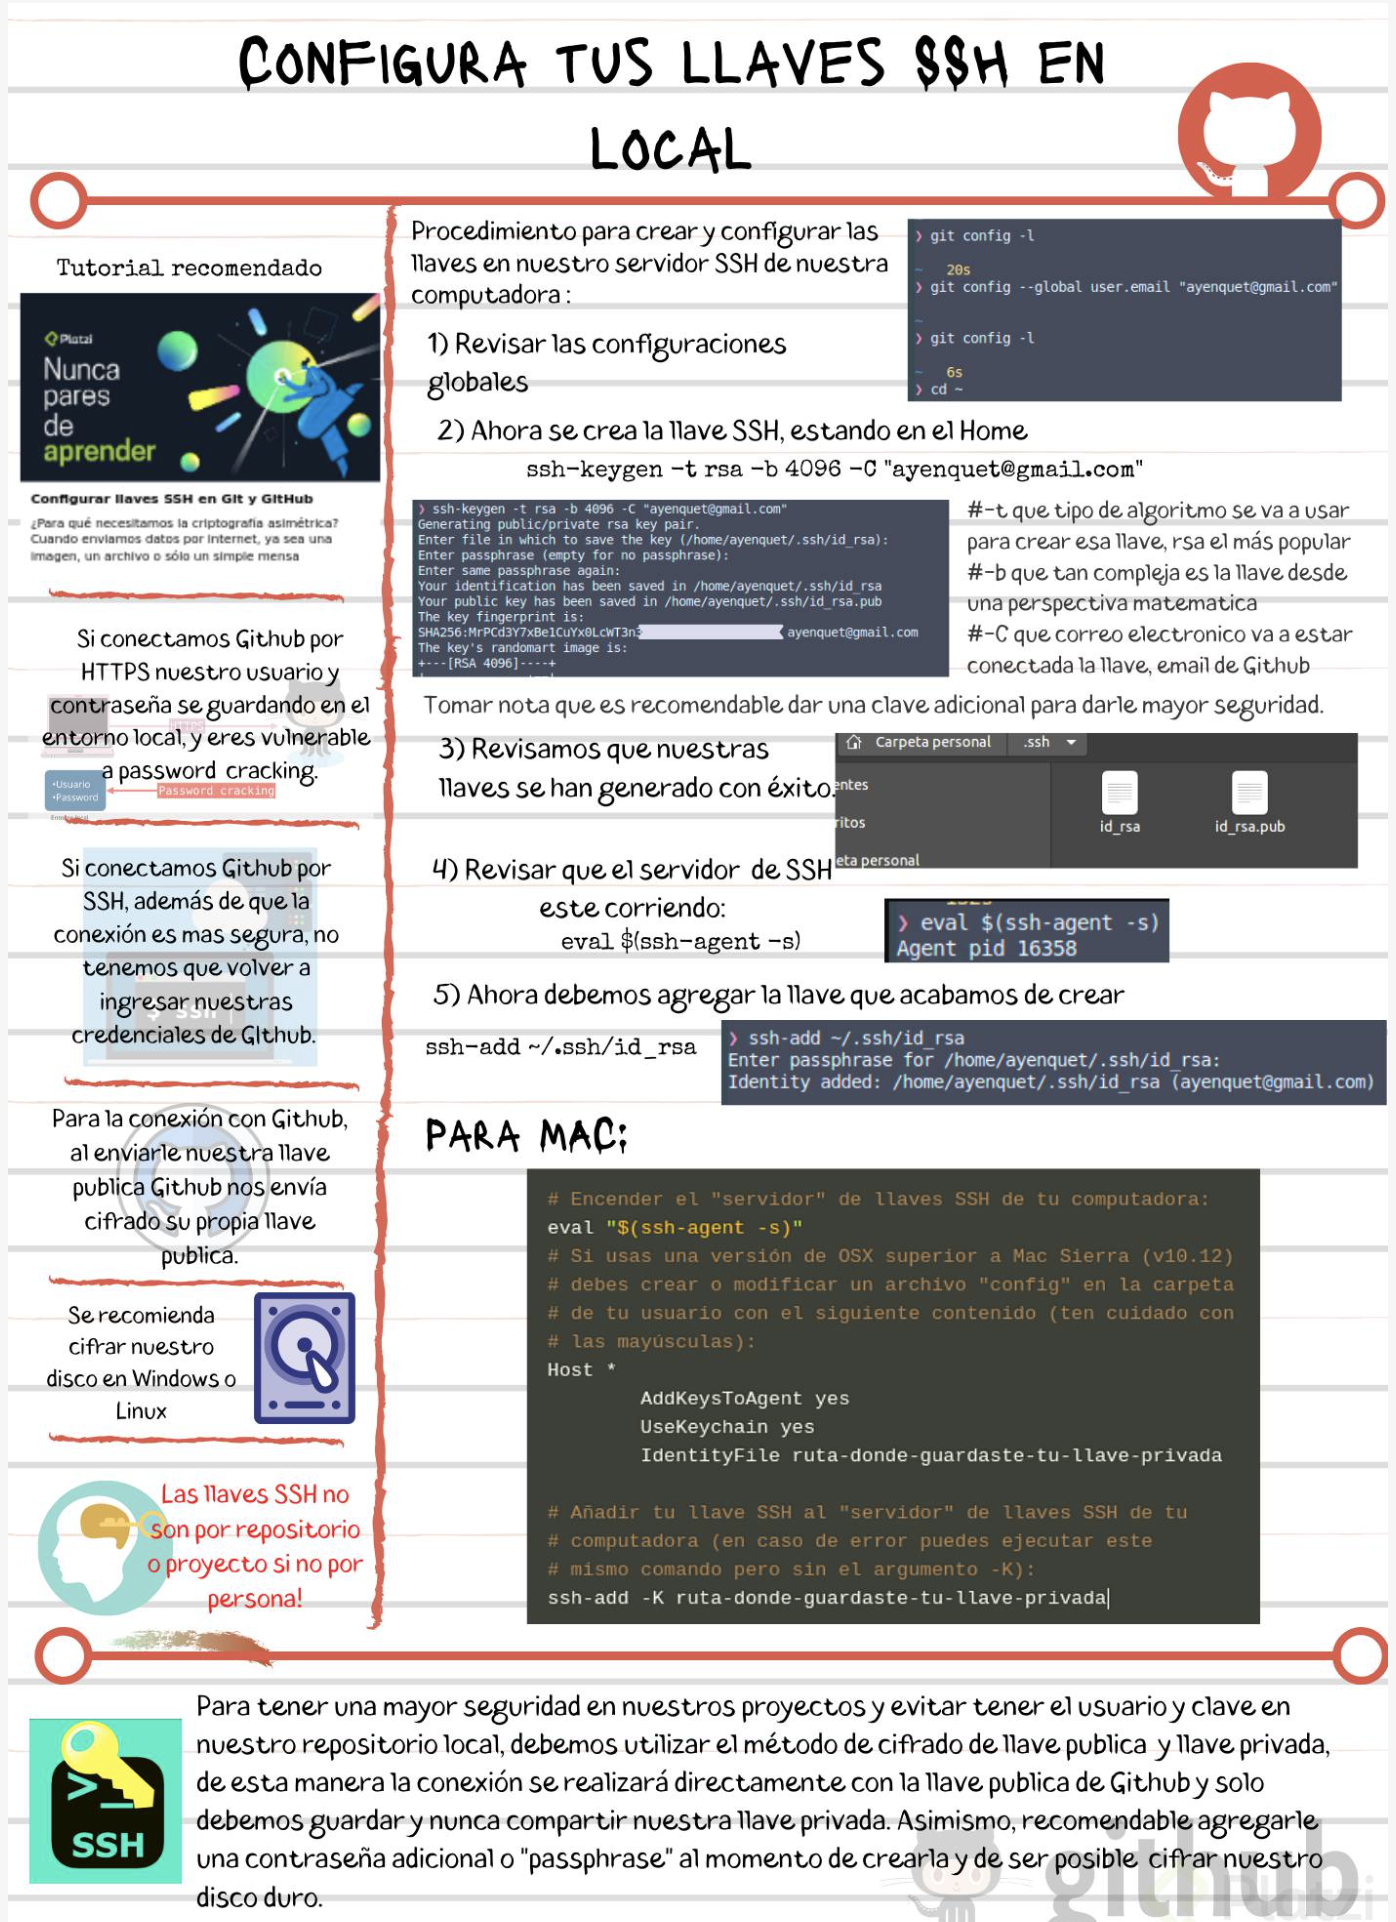 CONFIGURA TUS LLAVES SSH EN
LOCAL
Tutorial recomendado
Platzi
Nunca
pares
de
aprender
Configurar llaves SSH en Git y GitHub
¿Para qué necesitamos la criptografía asimétrica?
Cuando enviamos datos por Internet, ya sea una
imagen, un archivo o sólo un simple mensa
Si conectamos Github por
HTTPS nuestro usuario y
contraseña se guardando en el
entorno local, y eres vulnerable
a password cracking.
HTTPS
•Usuario
•Password
Password cracking
Si conectamos Github por
SSH, además de que la
conexión es mas segura, no
tenemos que volver a
ingresar nuestras
credenciales de GIthub.
$ SSH
Para la conexión con Github,
al enviarle nuestra llave
publica Github nos envía
cifrado su propia llave
publica.
Se recomienda
cifrar nuestro
disco en Windows o
Linux
Las llaves SSH no
son por repositorio
o proyecto si no por
persona!
Procedimiento para crear y configurar las
llaves en nuestro servidor SSH de nuestra
computadora :
❯ git config -l
~ 20s
❯ git config --global user.email "ayenquet@gmail.com"
~
❯ git config -l
~ 6s
❯ cd ~
1) Revisar las configuraciones
globales
2) Ahora se crea la llave SSH, estando en el Home
ssh-keygen -t rsa -b 4096 -C "ayenquet@gmail.com"
❯ ssh-keygen -t rsa -b 4096 -C "ayenquet@gmail.com"
Generating public/private rsa key pair.
Enter file in which to save the key (/home/ayenquet/.ssh/id_rsa):
Enter passphrase (empty for no passphrase):
Enter same passphrase again:
Your identification has been saved in /home/ayenquet/.ssh/id_rsa
Your public key has been saved in /home/ayenquet/.ssh/id_rsa.pub
The key fingerprint is:
SHA256:MrPCd3Y7xBe1CuYx0LcWT3n3 ayenquet@gmail.com
The key's randomart image is:
+---[RSA 4096]----+
#-t que tipo de algoritmo se va a usar
para crear esa llave, rsa el más popular
#-b que tan compleja es la llave desde
una perspectiva matematica
#-C que correo electronico va a estar
conectada la llave, email de Github
Tomar nota que es recomendable dar una clave adicional para darle mayor seguridad.
3) Revisamos que nuestras
llaves se han generado con éxito.
Carpeta personal .ssh
entes
ritos
eta personal
id_rsa id_rsa.pub
4) Revisar que el servidor de SSH
este corriendo:
eval $(ssh-agent -s)
❯ eval $(ssh-agent -s)
Agent pid 16358
5) Ahora debemos agregar la llave que acabamos de crear
ssh-add ~/.ssh/id_rsa
❯ ssh-add ~/.ssh/id_rsa
Enter passphrase for /home/ayenquet/.ssh/id_rsa:
Identity added: /home/ayenquet/.ssh/id_rsa (ayenquet@gmail.com)
PARA MAC:
# Encender el "servidor" de llaves SSH de tu computadora:
eval "$(ssh-agent -s)"
# Si usas una versión de OSX superior a Mac Sierra (v10.12)
# debes crear o modificar un archivo "config" en la carpeta
# de tu usuario con el siguiente contenido (ten cuidado con
# las mayúsculas):
Host *
AddKeysToAgent yes
UseKeychain yes
IdentityFile ruta-donde-guardaste-tu-llave-privada
# Añadir tu llave SSH al "servidor" de llaves SSH de tu
# computadora (en caso de error puedes ejecutar este
# mismo comando pero sin el argumento -K):
ssh-add -K ruta-donde-guardaste-tu-llave-privada
>_
SSH
Para tener una mayor seguridad en nuestros proyectos y evitar tener el usuario y clave en
nuestro repositorio local, debemos utilizar el método de cifrado de llave publica y llave privada,
de esta manera la conexión se realizará directamente con la llave publica de Github y solo
debemos guardar y nunca compartir nuestra llave privada. Asimismo, recomendable agregarle
una contraseña adicional o "passphrase" al momento de crearla y de ser posible cifrar nuestro
disco duro.
github
Platzi